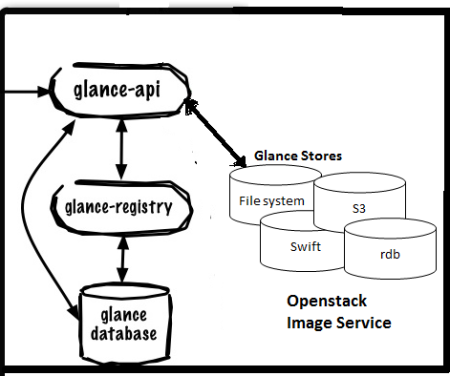 glance-api
Glance Stores
File system
S3
glance-registry
Swift
rdb
glance
database
Openstack
Image Service